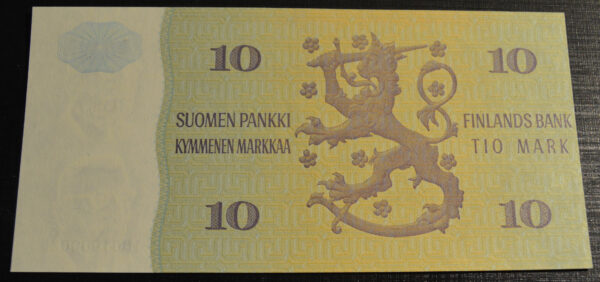 10 10
SUOMEN PANKKI FINLANDS BANK
KYMMENEN MARKKAA TIO MARK
10 10